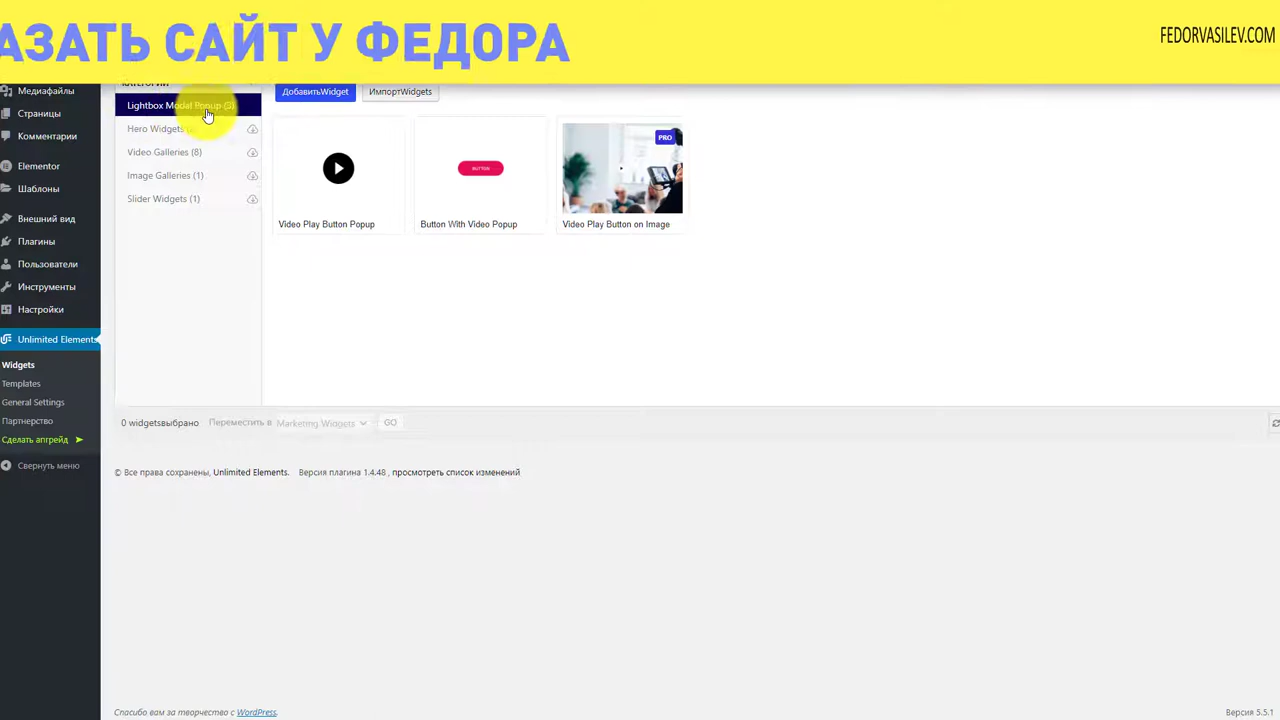 АЗАТЬ САЙТ У ФЕДОРА
FEDORVASILEV.COM
Медиафайлы
Страницы
Комментарии
Elementor
Шаблоны
Внешний вид
Плагины
Пользователи
Инструменты
Настройки
Unlimited Elements
Widgets
Templates
General Settings
Партнерство
Сделать апгрейд ➤
Свернуть меню
Lightbox Modal Popup (3)
Hero Widgets
Video Galleries (8)
Image Galleries (1)
Slider Widgets (1)
ДобавитьWidget
ИмпортWidgets
Video Play Button Popup
BUTTON
Button With Video Popup
PRO
Video Play Button on Image
0 widgetsвыбрано
Переместить в
Marketing Widgets
GO
© Все права сохранены, Unlimited Elements. Версия плагина 1.4.48 , просмотреть список изменений
Спасибо вам за творчество с WordPress.
Версия 5.5.1